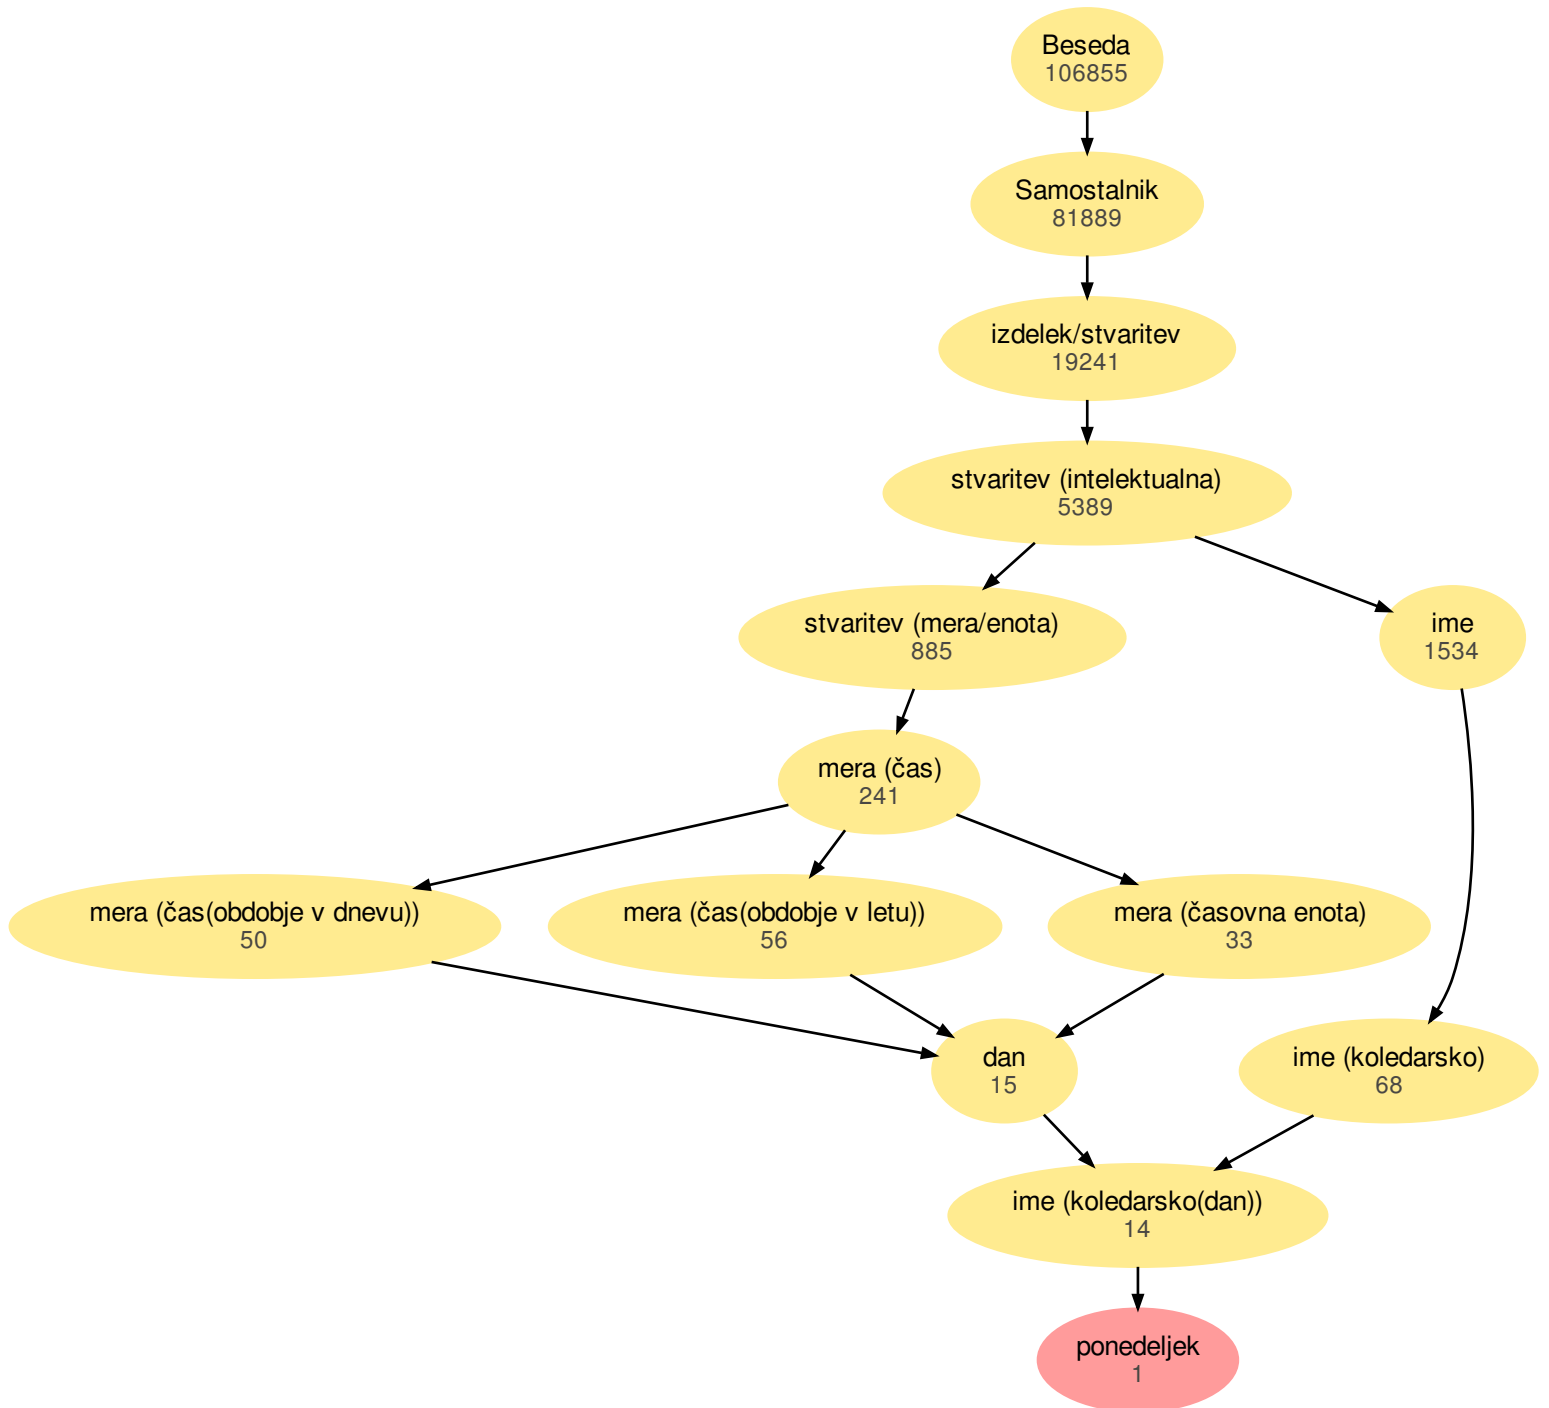 Beseda
106855
Samostalnik
81889
izdelek/stvaritev
19241
stvaritev (intelektualna)
5389
stvaritev (mera/enota)
885
ime
1534
mera (čas)
241
mera (čas(obdobje v dnevu))
50
mera (čas(obdobje v letu))
56
mera (časovna enota)
33
dan
15
ime (koledarsko)
68
ime (koledarsko(dan))
14
ponedeljek
1